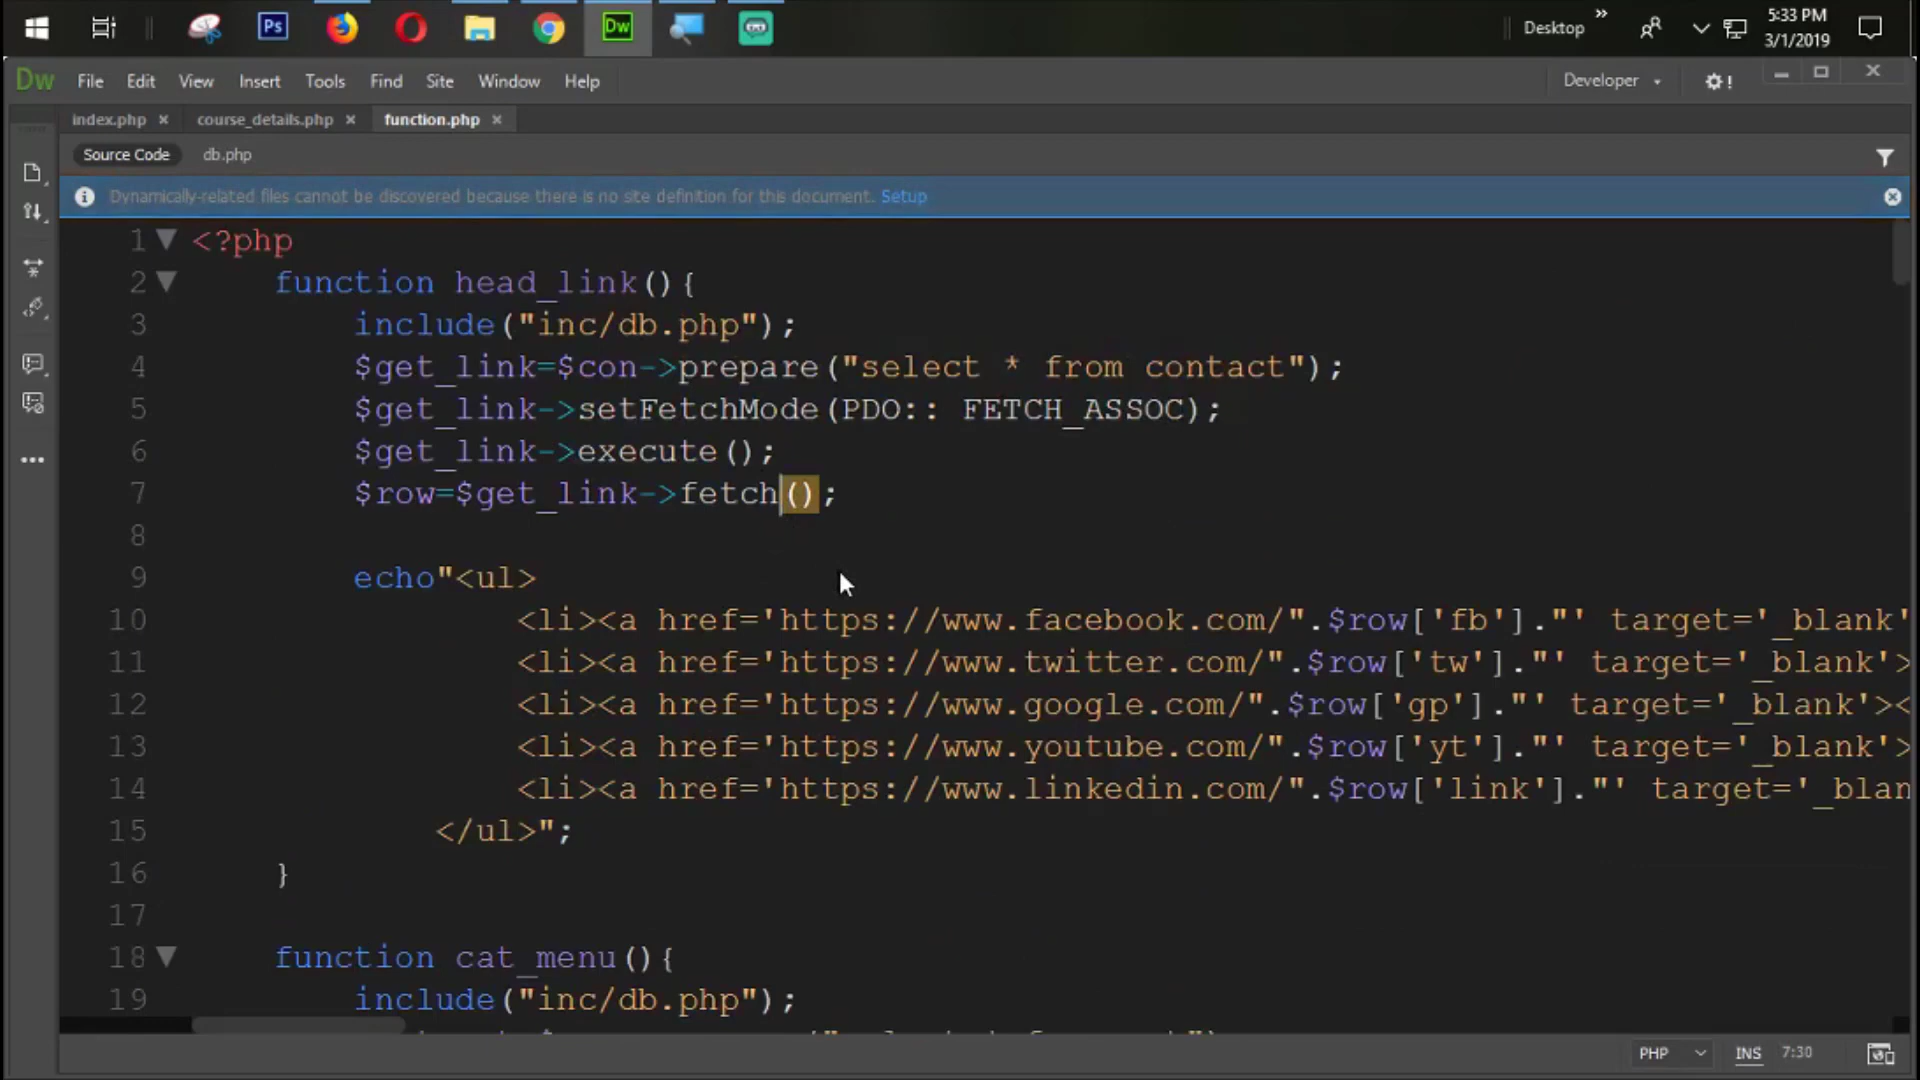 Ps
Dw
Desktop
»
5:33 PM
3/1/2019
Dw File Edit View Insert Tools Find Site Window Help
Developer
index.php × course_details.php × function.php ×
Source Code db.php
Dynamically-related files cannot be discovered because there is no site definition for this document. Setup
1 <?php
2 function head_link(){
3 include("inc/db.php");
4 $get_link=$con->prepare("select * from contact");
5 $get_link->setFetchMode(PDO:: FETCH_ASSOC);
6 $get_link->execute();
7 $row=$get_link->fetch();
8
9 echo"<ul>
10 <li><a href='https://www.facebook.com/".$row['fb']."' target='_blank'
11 <li><a href='https://www.twitter.com/".$row['tw']."' target='_blank'>
12 <li><a href='https://www.google.com/".$row['gp']."' target='_blank'><
13 <li><a href='https://www.youtube.com/".$row['yt']."' target='_blank'>
14 <li><a href='https://www.linkedin.com/".$row['link']."' target='_blan
15 </ul>";
16 }
17
18 function cat_menu(){
19 include("inc/db.php");
PHP INS 7:30